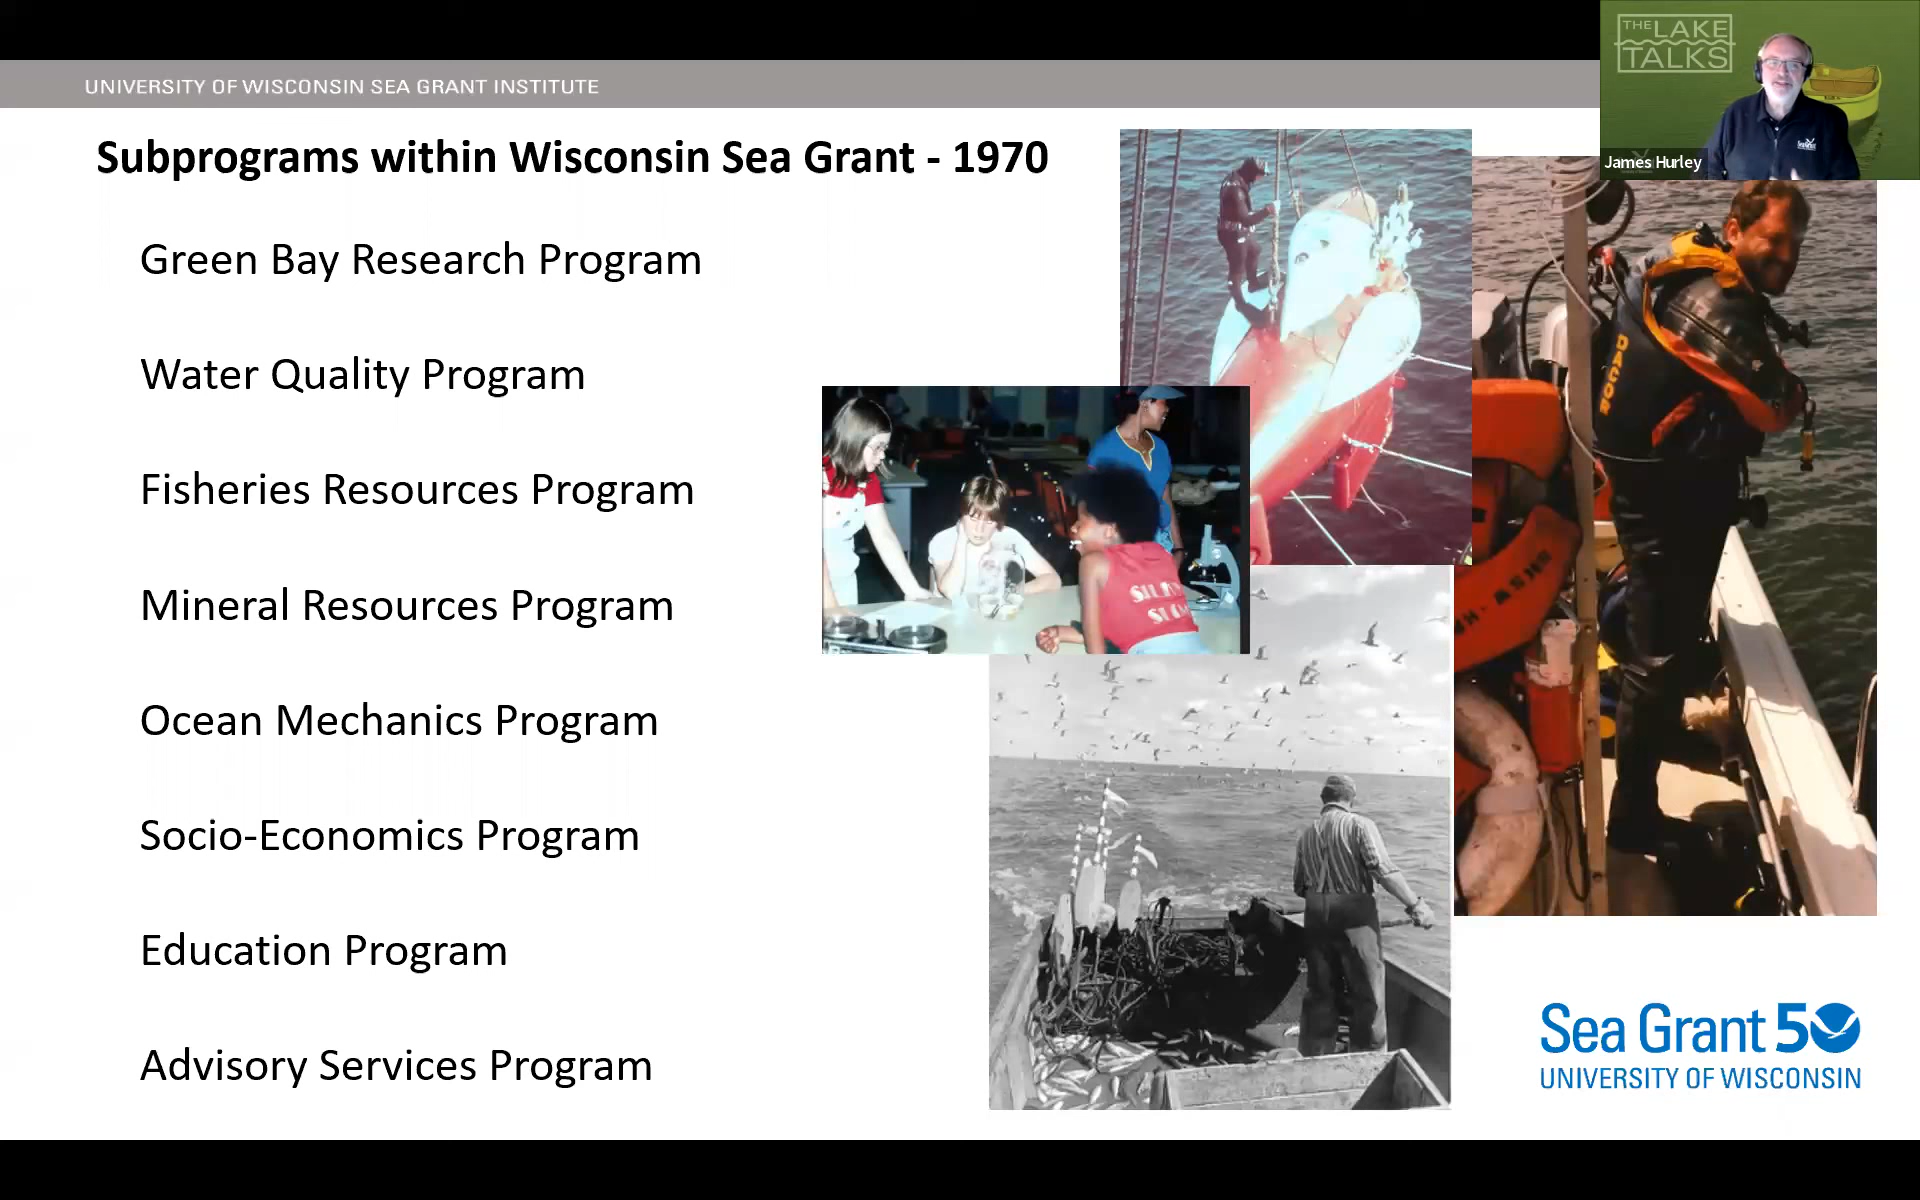 UNIVERSITY OF WISCONSIN SEA GRANT INSTITUTE
THE LAKE
TALKS
James Hurley
Subprograms within Wisconsin Sea Grant - 1970
Green Bay Research Program
Water Quality Program
Fisheries Resources Program
Mineral Resources Program
Ocean Mechanics Program
Socio-Economics Program
Education Program
Advisory Services Program
DACOR
Sea Grant 50
UNIVERSITY OF WISCONSIN